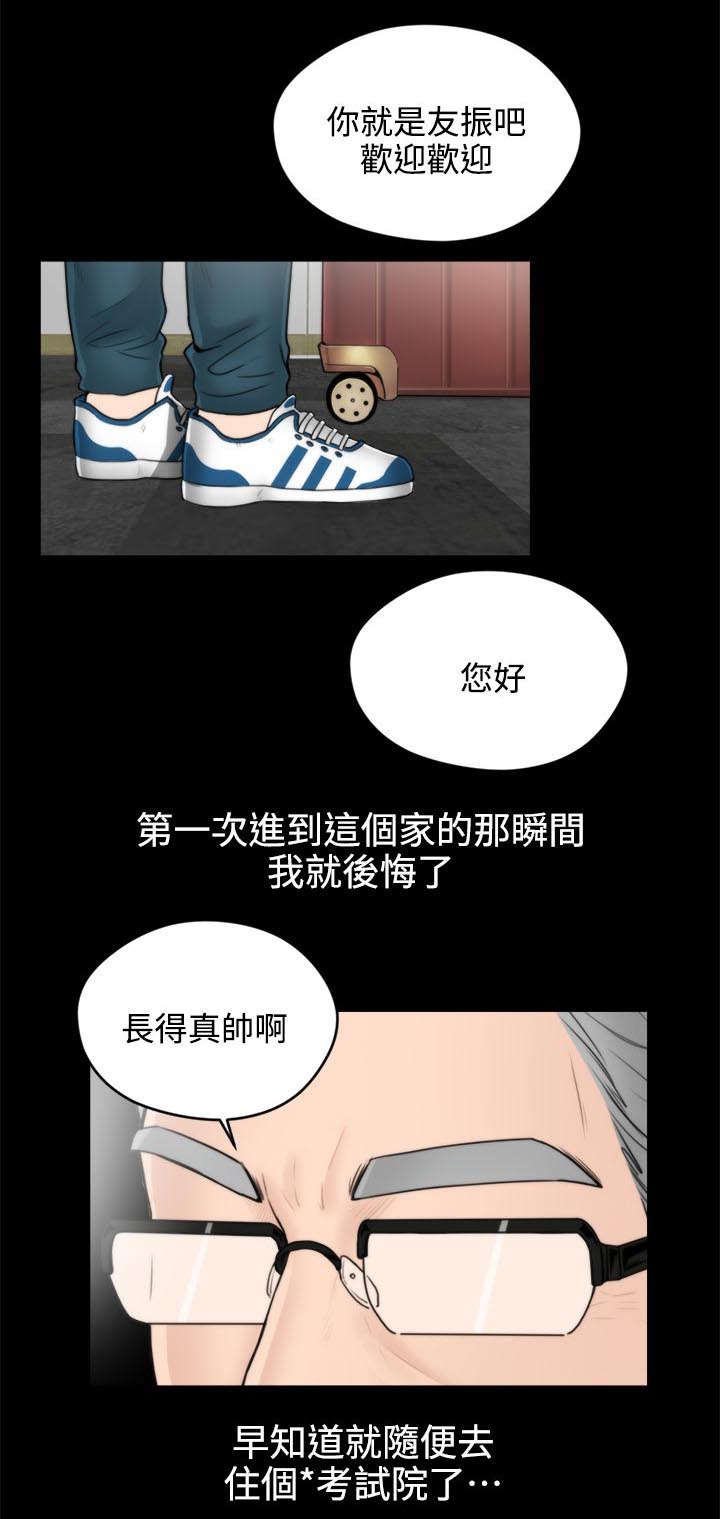 你就是友振吧
歡迎歡迎
您好
第一次進到這個家的那瞬間
我就後悔了
長得真帥啊
早知道就隨便去
住個*考試院了…